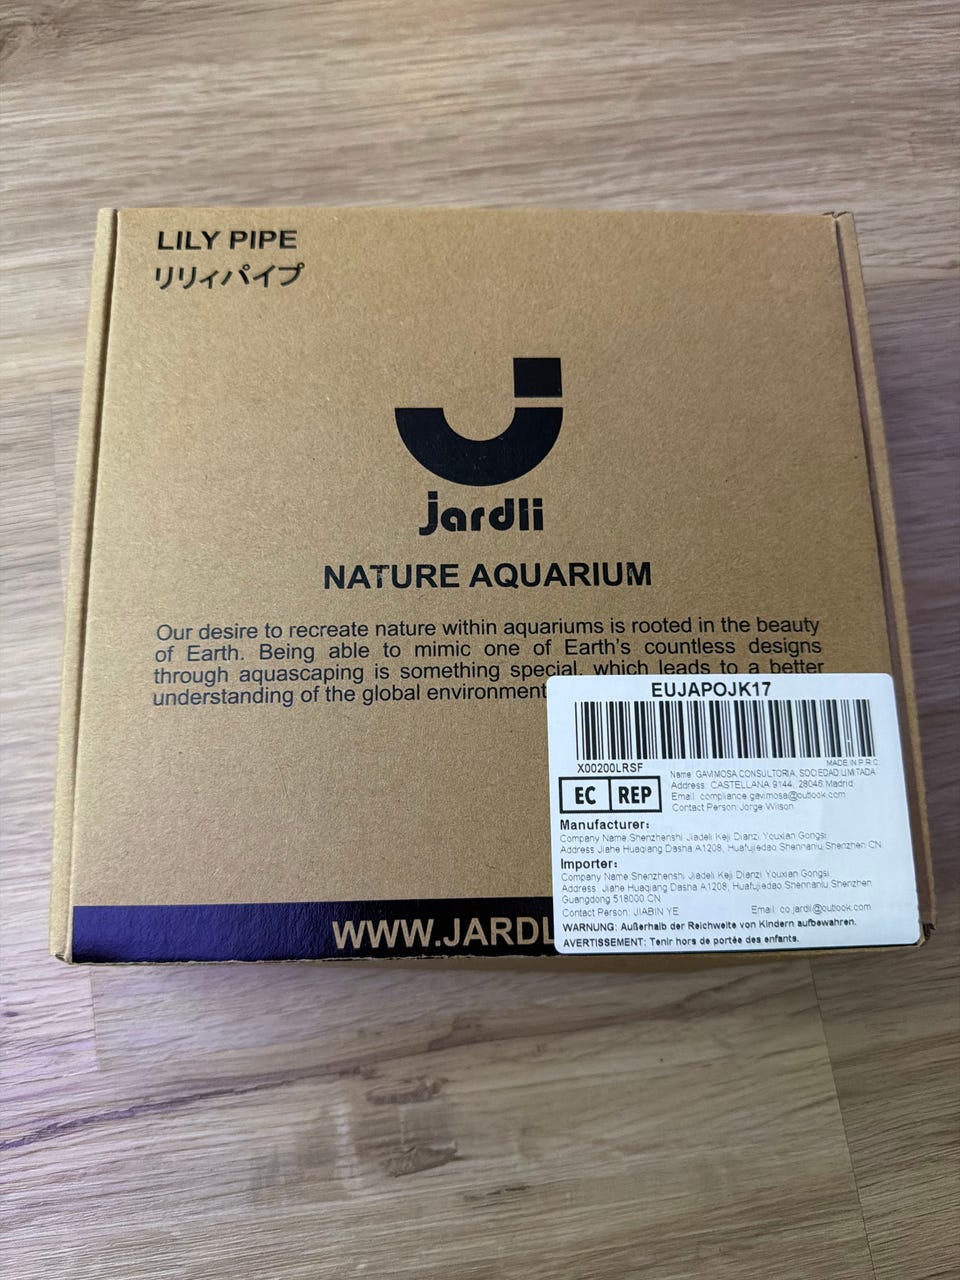 LILY PIPE
リリィパイプ
jardli
NATURE AQUARIUM
Our desire to recreate nature within aquariums is rooted in the beauty
of Earth. Being able to mimic one of Earth's countless designs
through aquascaping is something special, which leads to a better
understanding of the global environment
WWW.JARDL
EUJAPOJK17
MADE IN P.R.C
X00200LRSF
EC REP
Name: GAVIMOSA CONSULTORIA, SOCIEDAD LIMITADA
Address: CASTELLANA 9144, 28046 Madrid
Email: compliance.gavimosa@outlook.com
Contact Person:Jorge Wilson
Manufacturer:
Company Name:Shenzhenshi Jiadeli Keji Dianzi Youxian Gongsi
Address Jiahe Huaqiang Dasha A1208, Huafujiedao Shennanlu Shenzhen CN
Importer:
Company Name Shenzhenshi Jiadeli Keji Dianzi Youxian Gongsi
Address Jiahe Huaqiang Dasha A1208, Huafujiedao Shennanlu Shenzhen
Guangdong 518000 CN
Contact Person: JIABIN YE Email: co.jardli@outlook.com
WARNUNG: Außerhalb der Reichweite von Kindern aufbewahren.
AVERTISSEMENT: Tenir hors de portée des enfants.